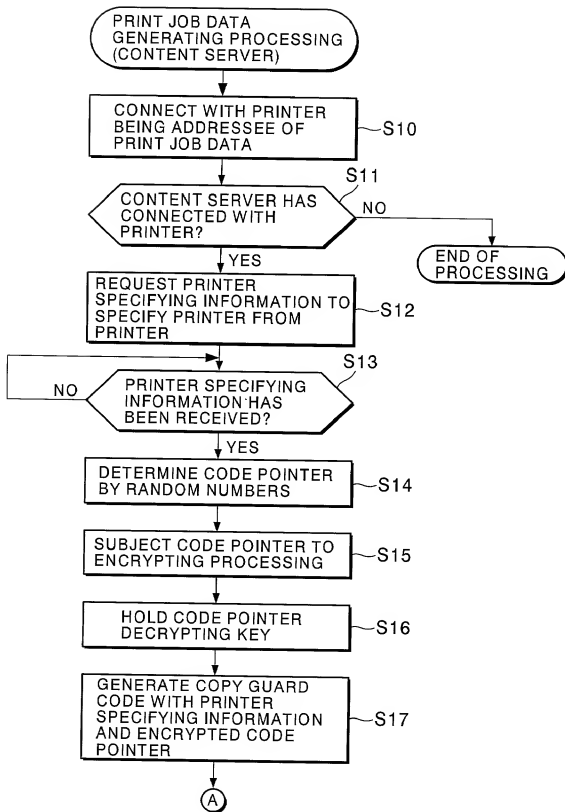 PRINT JOB DATA
GENERATING PROCESSING
(CONTENT SERVER)
CONNECT WITH PRINTER
BEING ADDRESSEE OF
PRINT JOB DATA
S10
S11
CONTENT SERVER HAS
CONNECTED WITH
PRINTER?
NO
YES
END OF
PROCESSING
REQUEST PRINTER
SPECIFYING INFORMATION TO
SPECIFY PRINTER FROM
PRINTER
S12
S13
NO
PRINTER SPECIFYING
INFORMATION HAS
BEEN RECEIVED?
YES
DETERMINE CODE POINTER
BY RANDOM NUMBERS
S14
SUBJECT CODE POINTER TO
ENCRYPTING PROCESSING
S15
HOLD CODE POINTER
DECRYPTING KEY
S16
GENERATE COPY GUARD
CODE WITH PRINTER
SPECIFYING INFORMATION
AND ENCRYPTED CODE
POINTER
S17
A